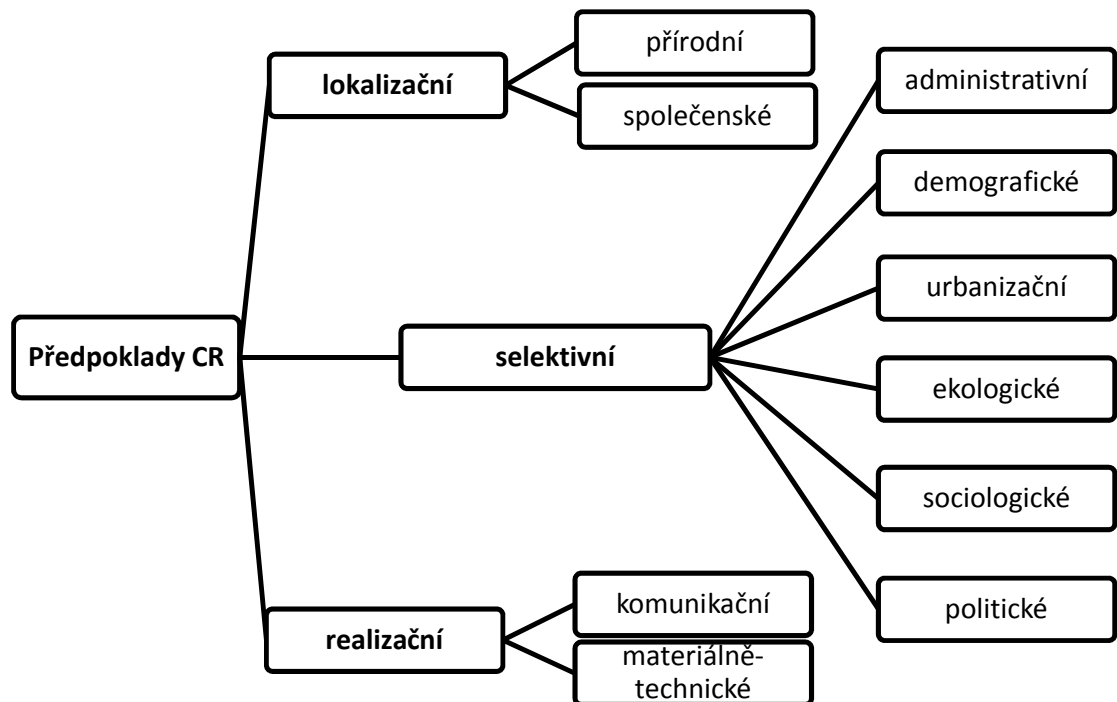 Předpoklady CR
lokalizační
přírodní
společenské
selektivní
administrativní
demografické
urbanizační
ekologické
sociologické
politické
realizační
komunikační
materiálně-
technické